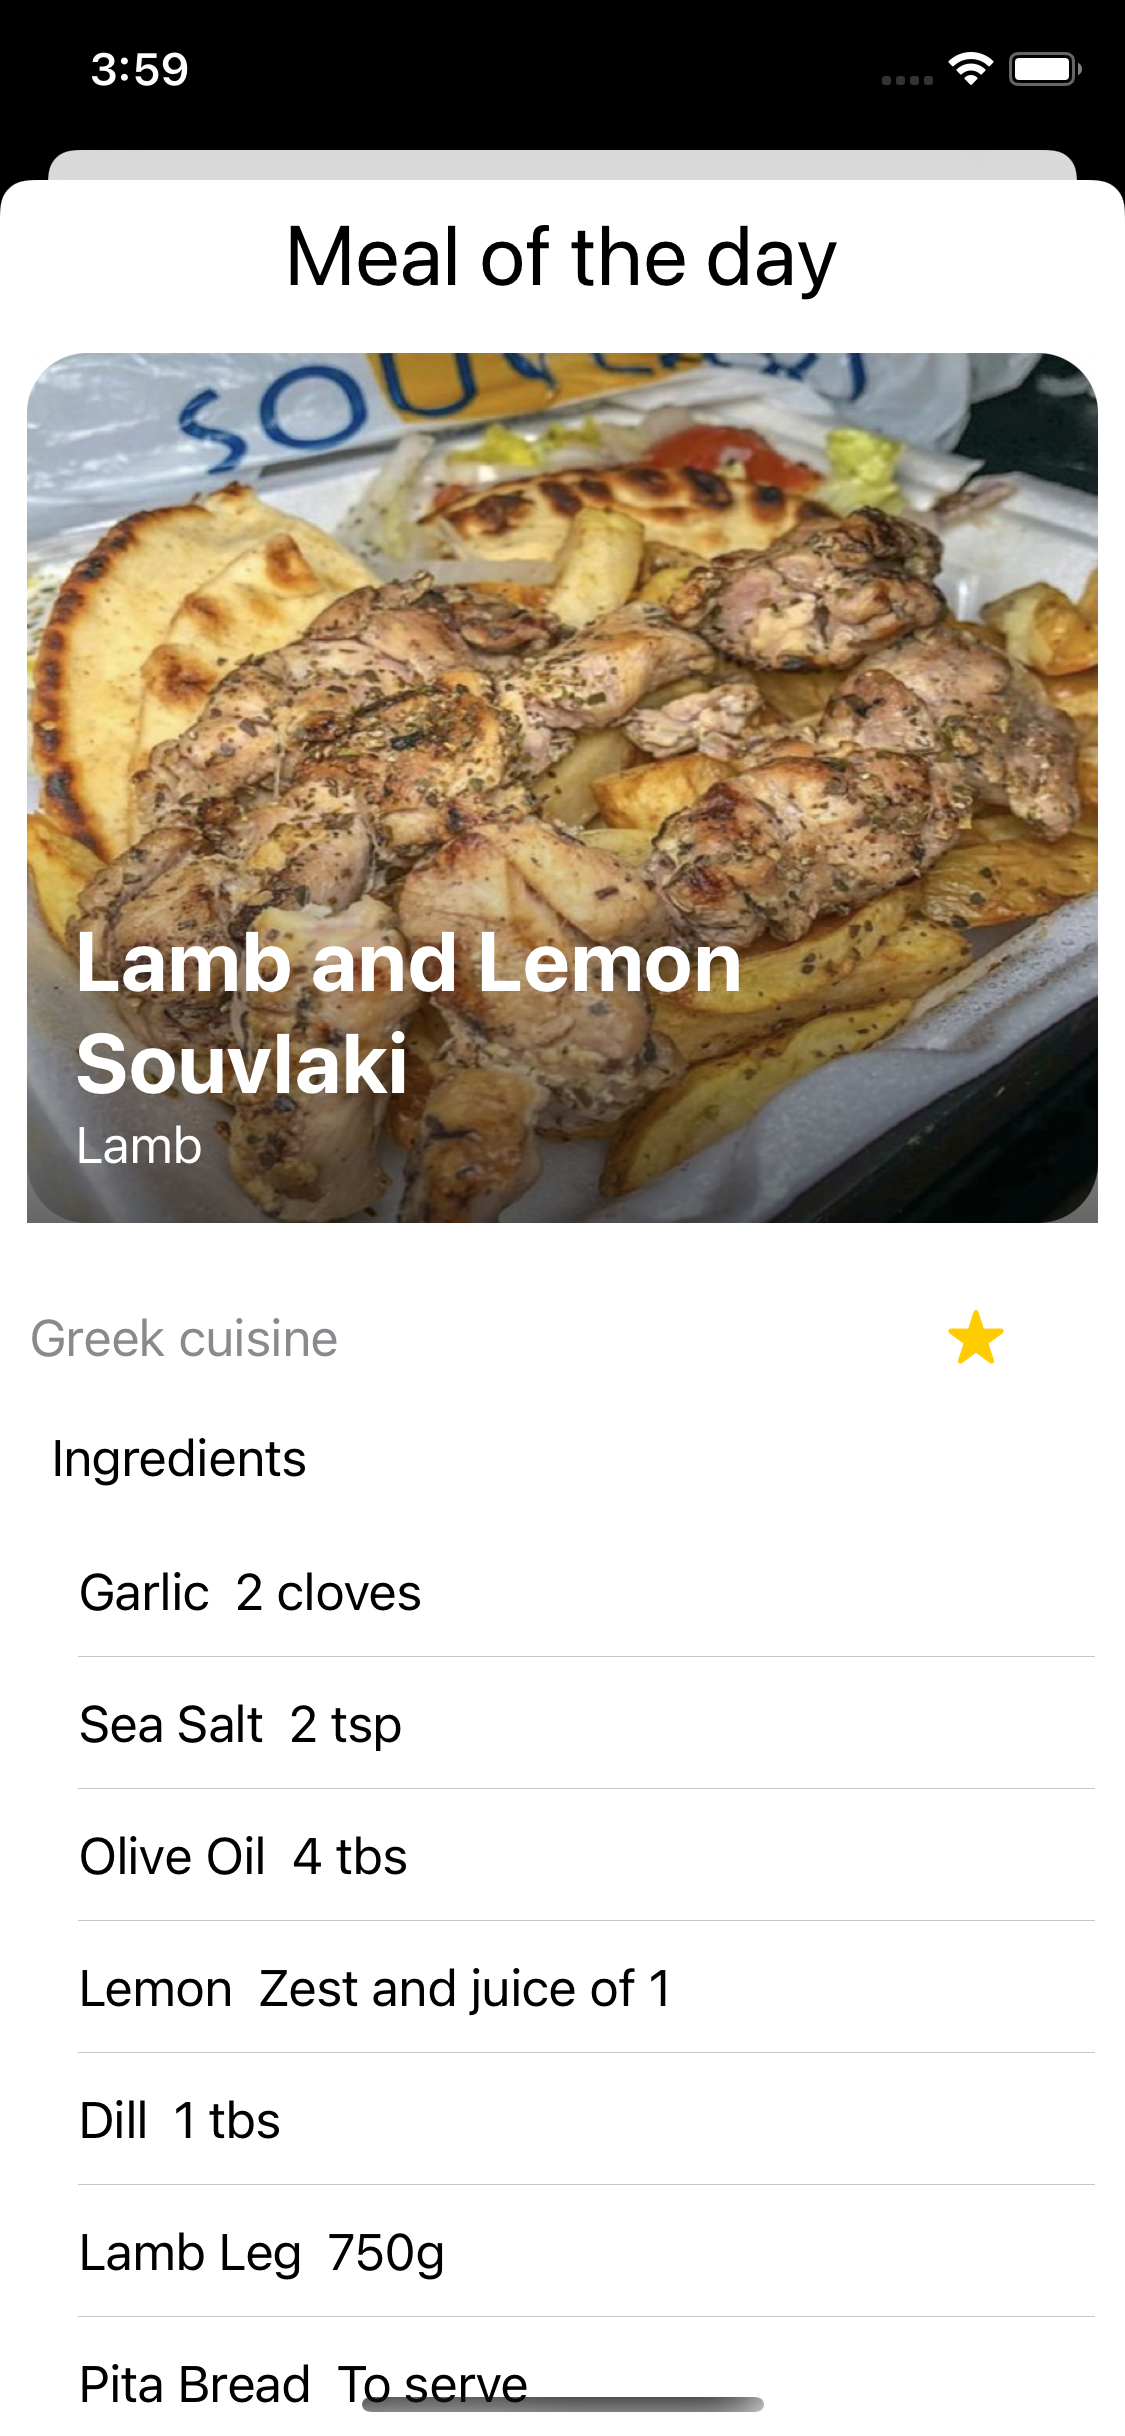 3:59
Meal of the day
SOUVLAKI
Lamb and Lemon
Souvlaki
Lamb
Greek cuisine
Ingredients
Garlic 2 cloves
Sea Salt 2 tsp
Olive Oil 4 tbs
Lemon Zest and juice of 1
Dill 1 tbs
Lamb Leg 750g
Pita Bread To serve